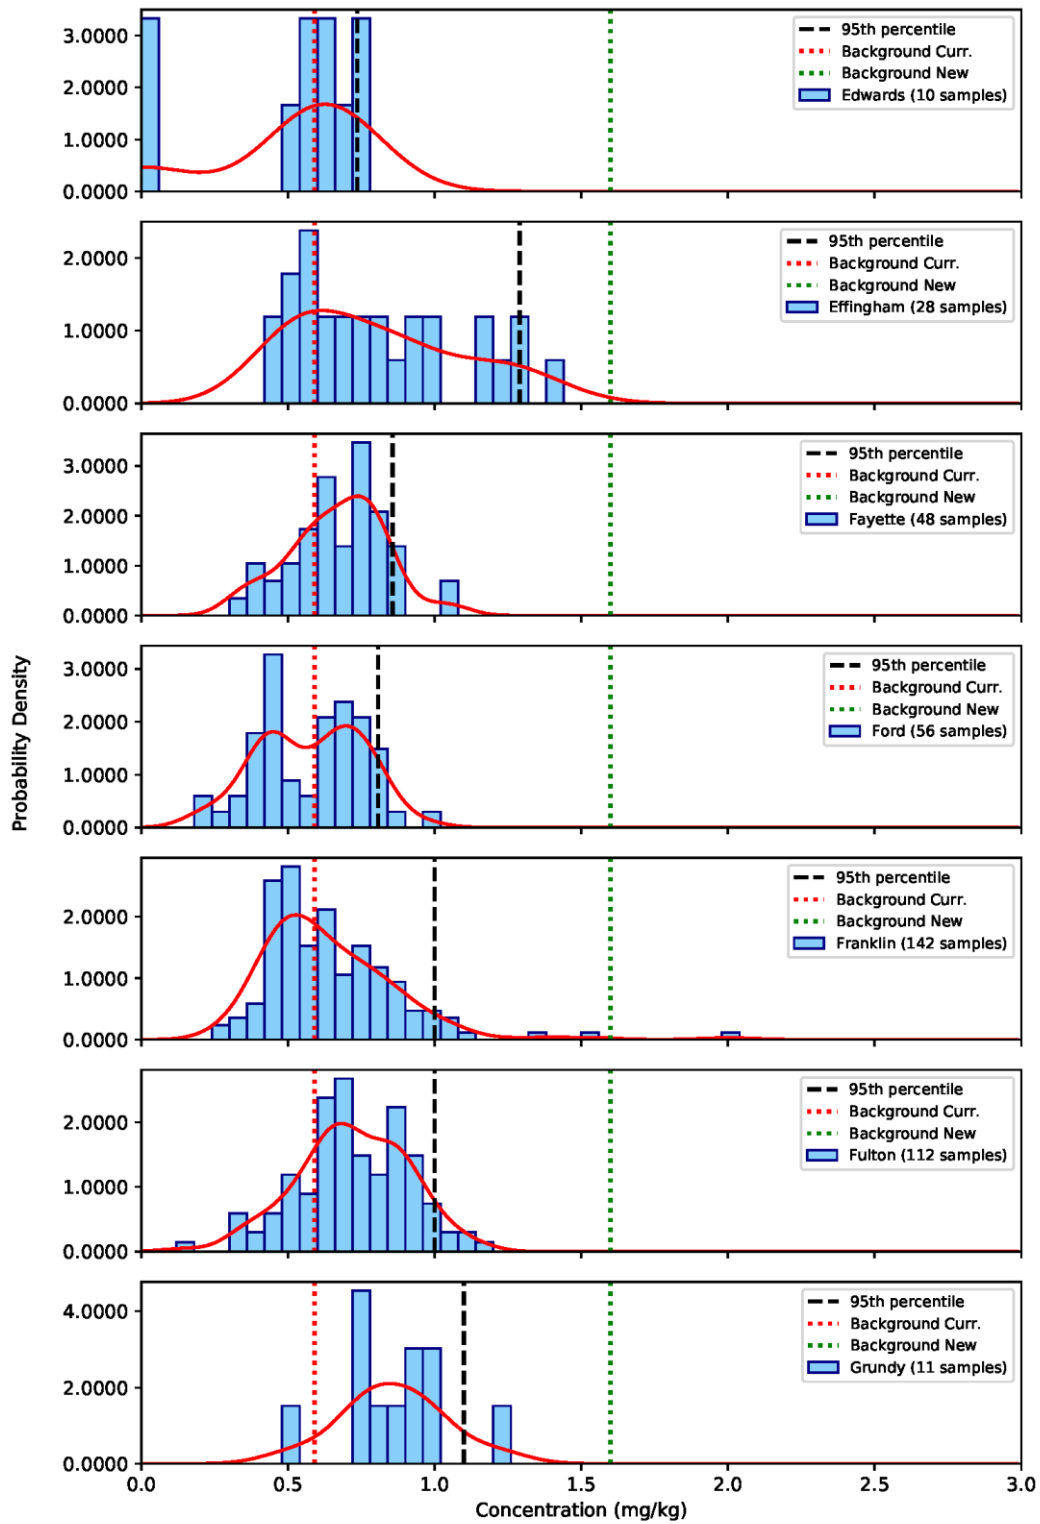 3.0000
2.0000
1.0000
0.0000
95th percentile
Background Curr.
Background New
Edwards (10 samples)
2.0000
1.0000
0.0000
95th percentile
Background Curr.
Background New
Effingham (28 samples)
3.0000
2.0000
1.0000
0.0000
95th percentile
Background Curr.
Background New
Fayette (48 samples)
Probability Density
3.0000
2.0000
1.0000
0.0000
95th percentile
Background Curr.
Background New
Ford (56 samples)
2.0000
1.0000
0.0000
95th percentile
Background Curr.
Background New
Franklin (142 samples)
2.0000
1.0000
0.0000
95th percentile
Background Curr.
Background New
Fulton (112 samples)
4.0000
2.0000
0.0000
95th percentile
Background Curr.
Background New
Grundy (11 samples)
0.0 0.5 1.0 1.5 2.0 2.5 3.0
Concentration (mg/kg)